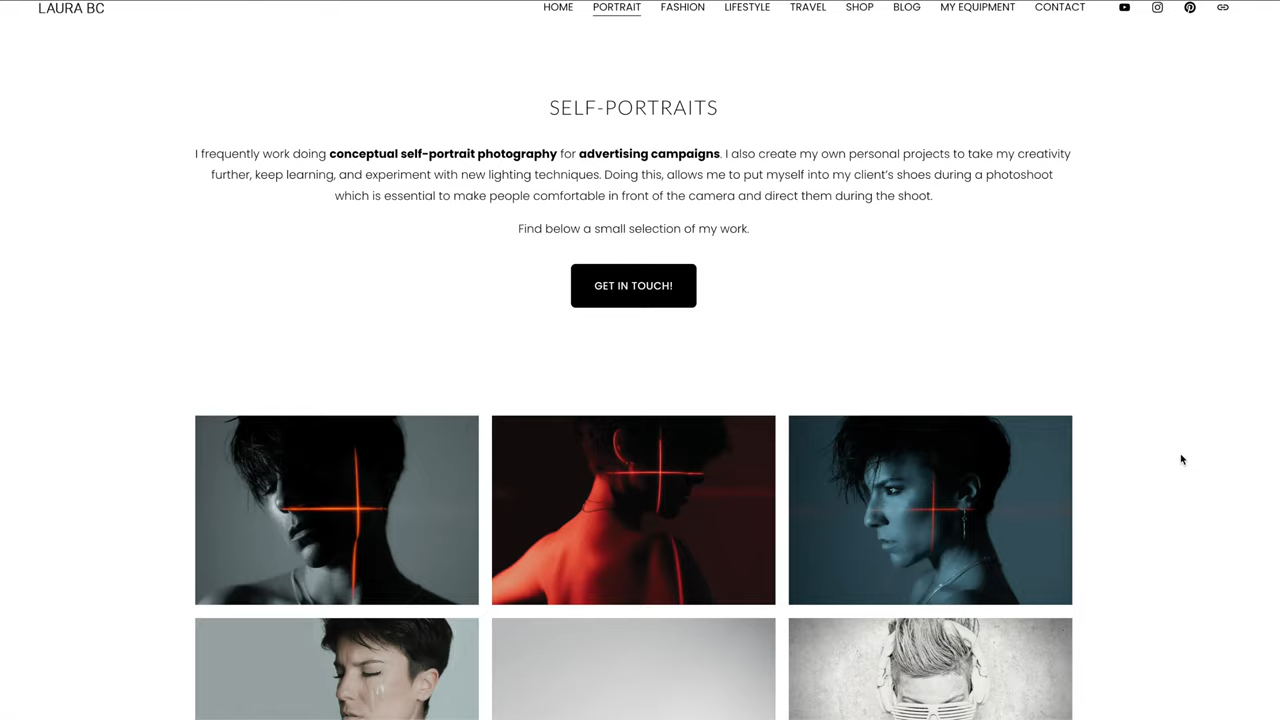 LAURA BC
HOME PORTRAIT FASHION LIFESTYLE TRAVEL SHOP BLOG MY EQUIPMENT CONTACT
SELF-PORTRAITS
I frequently work doing conceptual self-portrait photography for advertising campaigns. I also create my own personal projects to take my creativity
further, keep learning, and experiment with new lighting techniques. Doing this, allows me to put myself into my client's shoes during a photoshoot
which is essential to make people comfortable in front of the camera and direct them during the shoot.
Find below a small selection of my work.
GET IN TOUCH!